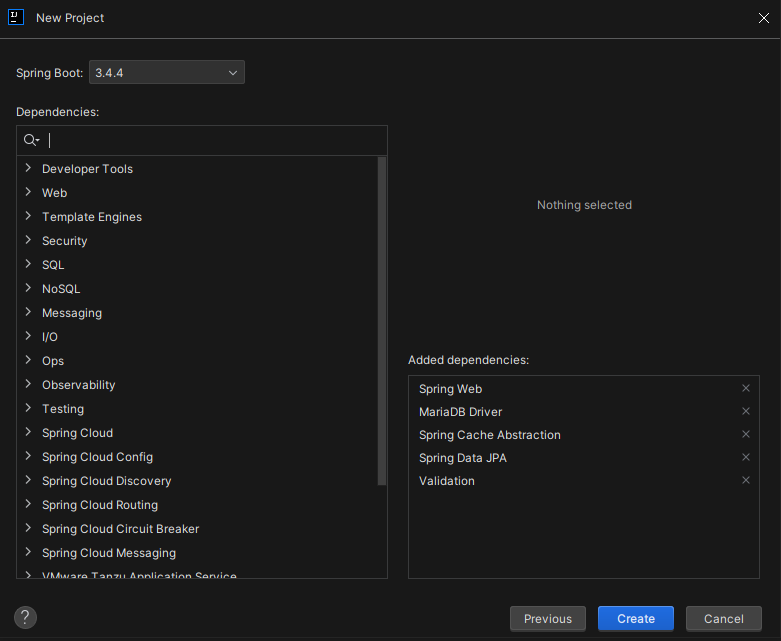 IJ
New Project
Spring Boot: 3.4.4
Dependencies:
Developer Tools
Web
Template Engines
Security
SQL
NoSQL
Messaging
I/O
Ops
Observability
Testing
Spring Cloud
Spring Cloud Config
Spring Cloud Discovery
Spring Cloud Routing
Spring Cloud Circuit Breaker
Spring Cloud Messaging
VMware Tanzu Application Service
Nothing selected
Added dependencies:
Spring Web
MariaDB Driver
Spring Cache Abstraction
Spring Data JPA
Validation
?
Previous
Create
Cancel